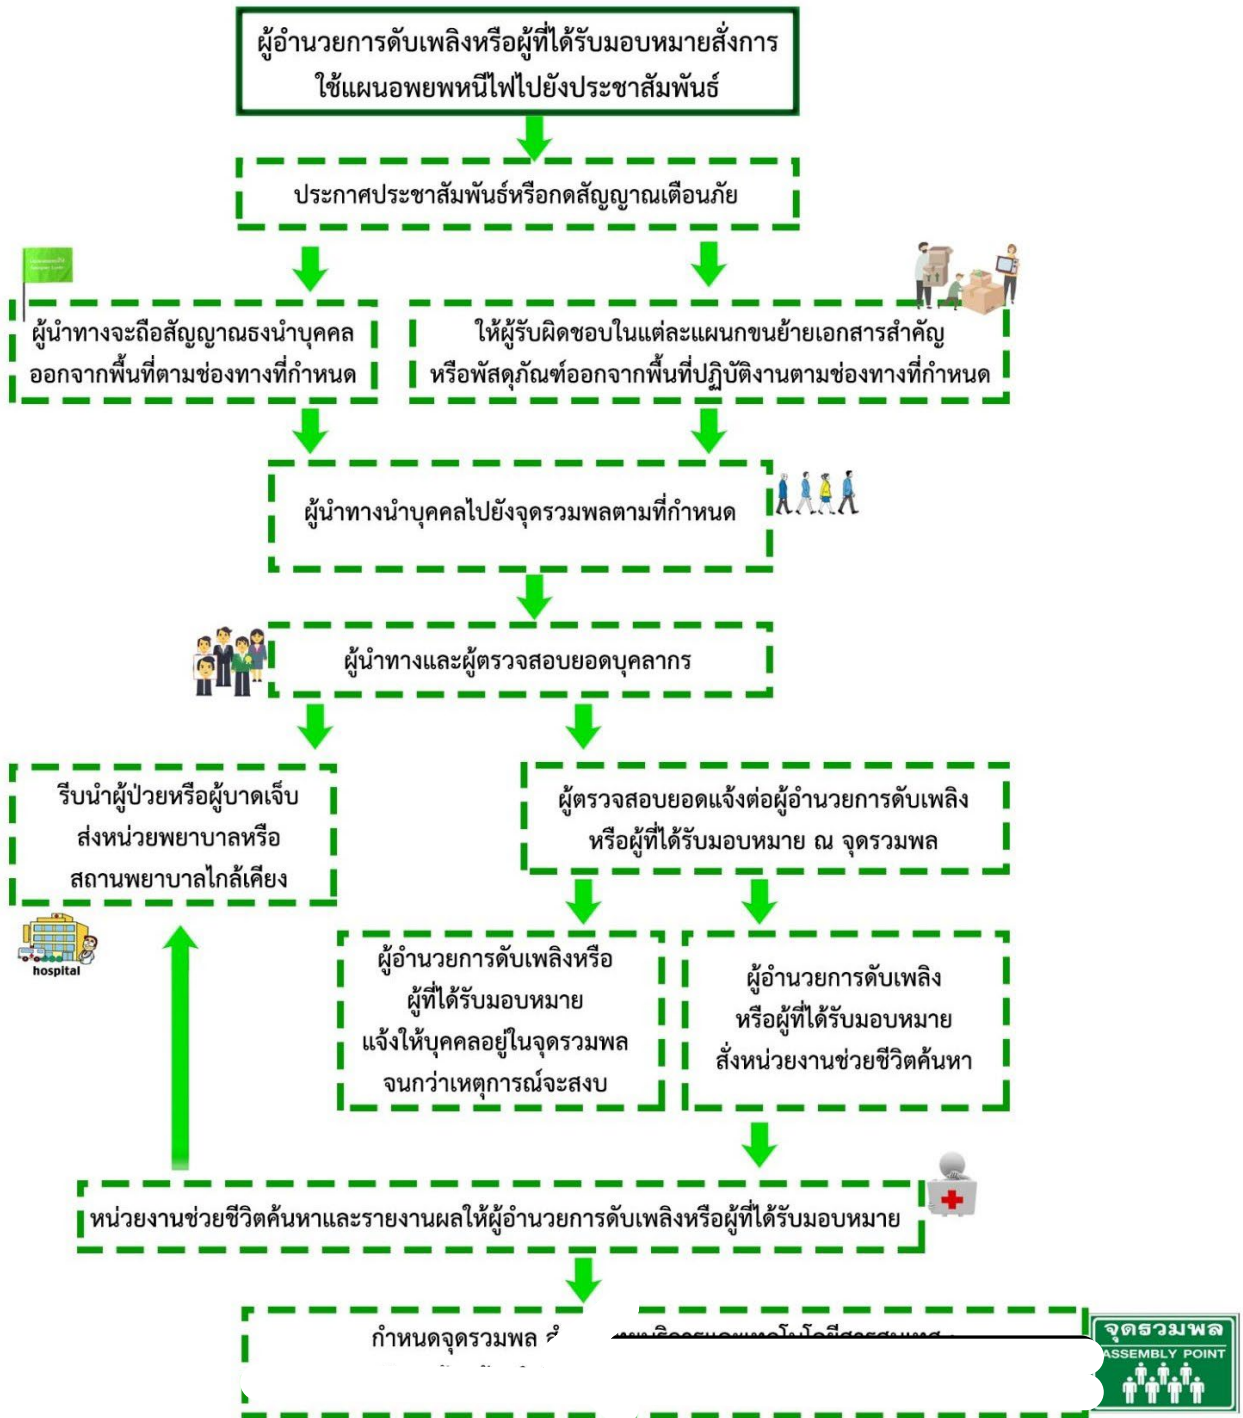 ผู้อำนวยการดับเพลิงหรือผู้ที่ได้รับมอบหมายสั่งการ
ใช้แผนอพยพหนีไฟไปยังประชาสัมพันธ์
ประกาศประชาสัมพันธ์หรือกดสัญญาณเตือนภัย
ผู้นำทางจะถือสัญญาณธงนำบุคคล
ออกจากพื้นที่ตามช่องทางที่กำหนด
ให้ผู้รับผิดชอบในแต่ละแผนกขนย้ายเอกสารสำคัญ
หรือพัสดุภัณฑ์ออกจากพื้นที่ปฏิบัติงานตามช่องทางที่กำหนด
ผู้นำทางนำบุคคลไปยังจุดรวมพลตามที่กำหนด
ผู้นำทางและผู้ตรวจสอบยอดบุคลากร
รีบนำผู้ป่วยหรือผู้บาดเจ็บ
ส่งหน่วยพยาบาลหรือ
สถานพยาบาลใกล้เคียง
hospital
ผู้ตรวจสอบยอดแจ้งต่อผู้อำนวยการดับเพลิง
หรือผู้ที่ได้รับมอบหมาย ณ จุดรวมพล
ผู้อำนวยการดับเพลิงหรือ
ผู้ที่ได้รับมอบหมาย
แจ้งให้บุคคลอยู่ในจุดรวมพล
จนกว่าเหตุการณ์จะสงบ
ผู้อำนวยการดับเพลิง
หรือผู้ที่ได้รับมอบหมาย
สั่งหน่วยงานช่วยชีวิตค้นหา
หน่วยงานช่วยชีวิตค้นหาและรายงานผลให้ผู้อำนวยการดับเพลิงหรือผู้ที่ได้รับมอบหมาย
กำหนดจุดรวมพล
จุดรวมพล
ASSEMBLY POINT